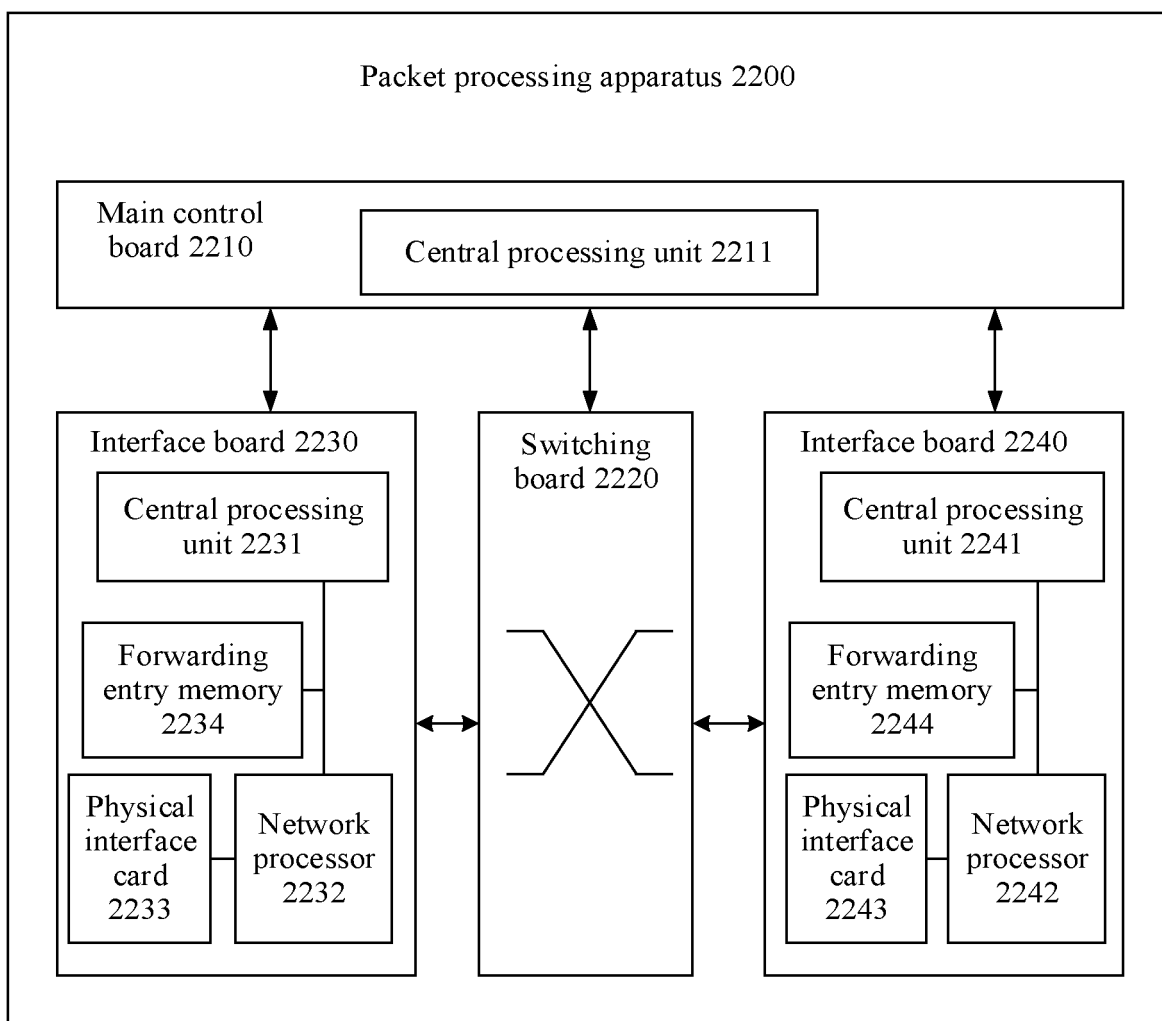 Packet processing apparatus 2200
Main control
board 2210
Central processing unit 2211
Interface board 2230
Central processing
unit 2231
Forwarding
entry memory
2234
Physical
interface
card
2233
Network
processor
2232
Switching
board 2220
Interface board 2240
Central processing
unit 2241
Forwarding
entry memory
2244
Physical
interface
card
2243
Network
processor
2242